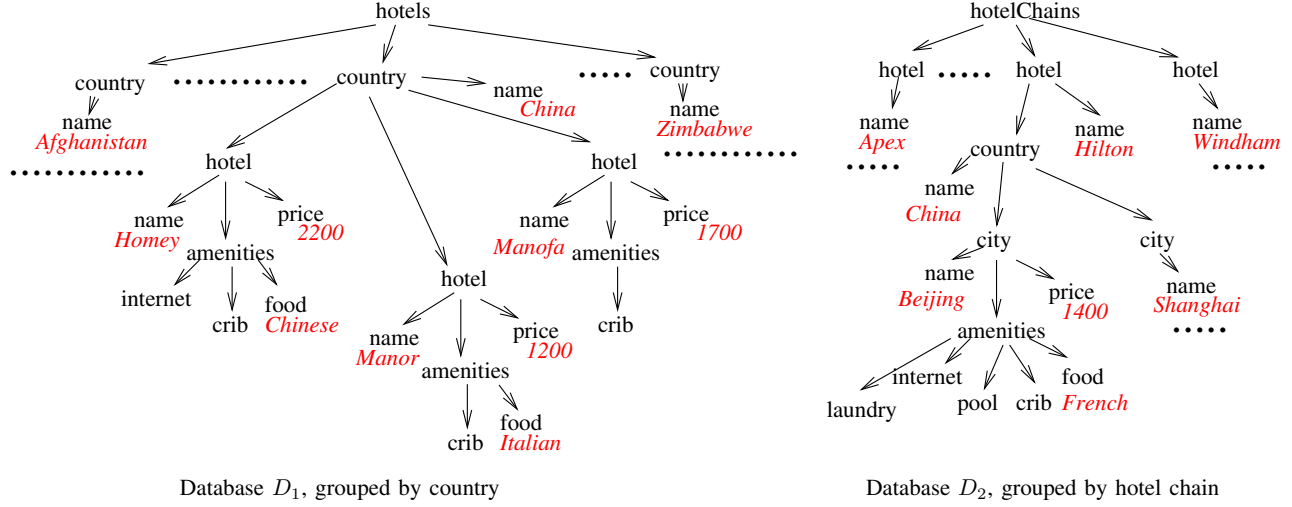 hotels
country
country
country
name
Afghanistan
name
China
name
Zimbabwe
hotel
hotel
name
Homey
price
2200
amenities
internet
crib
food
Chinese
name
Manofa
price
1700
amenities
crib
hotel
name
Manor
price
1200
amenities
crib
food
Italian
Database D1, grouped by country
hotelChains
hotel
hotel
hotel
name
Apex
name
Hilton
name
Windham
country
name
China
city
city
name
Beijing
price
1400
name
Shanghai
amenities
laundry
internet
pool
crib
food
French
Database D2, grouped by hotel chain